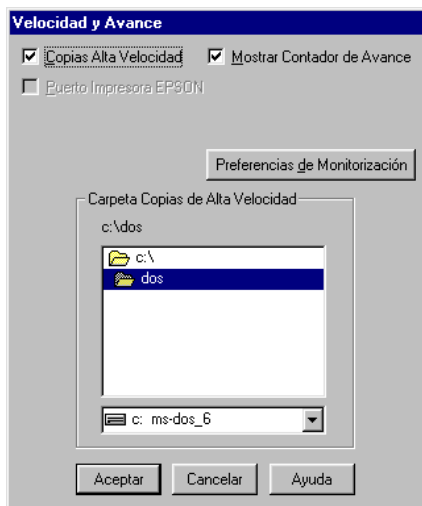 Velocidad y Avance
Copias Alta Velocidad Mostrar Contador de Avance
Puerto Impresora EPSON
Preferencias de Monitorización
Carpeta Copias de Alta Velocidad
c:\dos
c:\
dos
c: ms-dos_6
Aceptar Cancelar Ayuda